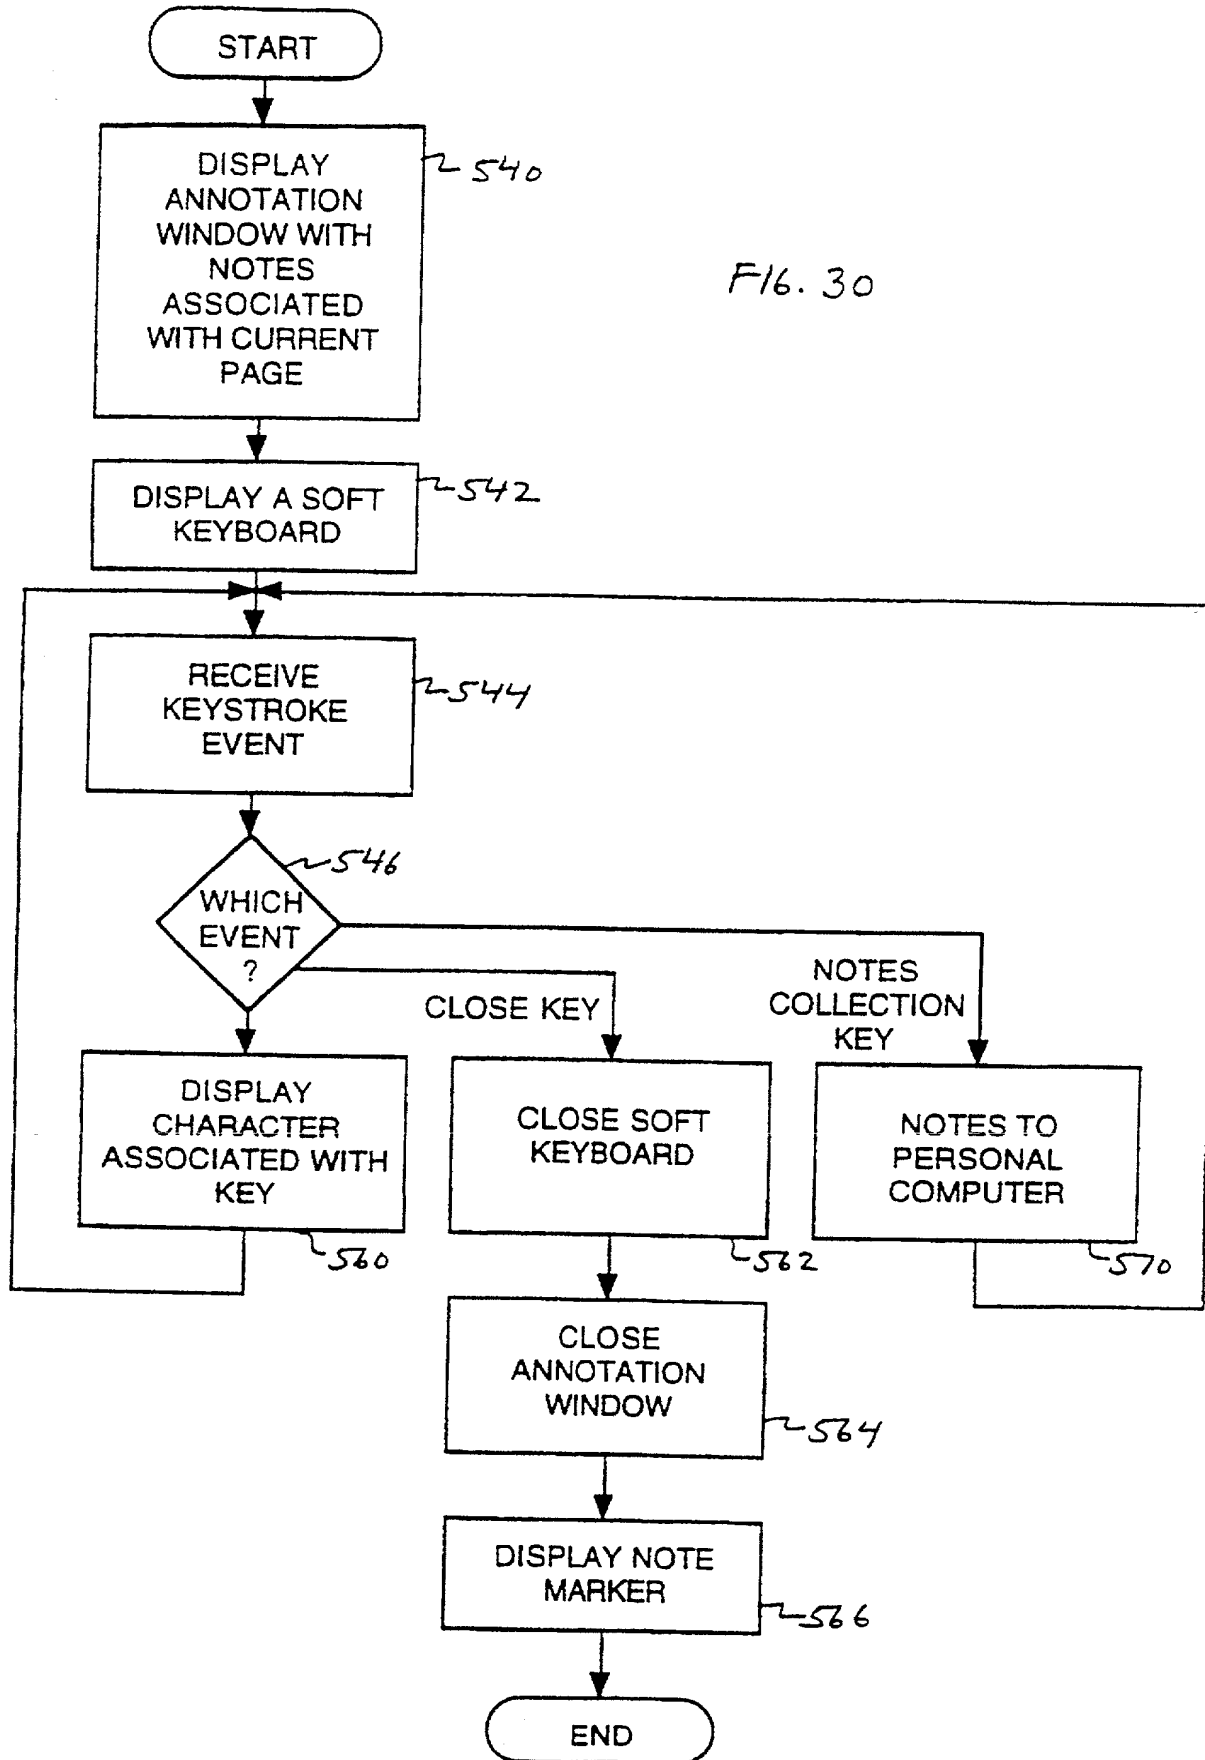 START
DISPLAY
ANNOTATION
WINDOW WITH
NOTES
ASSOCIATED
WITH CURRENT
PAGE
540
FIG. 30
DISPLAY A SOFT
KEYBOARD
542
RECEIVE
KEYSTROKE
EVENT
544
546
WHICH
EVENT
?
CLOSE KEY
NOTES
COLLECTION
KEY
DISPLAY
CHARACTER
ASSOCIATED WITH
KEY
560
CLOSE SOFT
KEYBOARD
562
NOTES TO
PERSONAL
COMPUTER
570
CLOSE
ANNOTATION
WINDOW
564
DISPLAY NOTE
MARKER
566
END